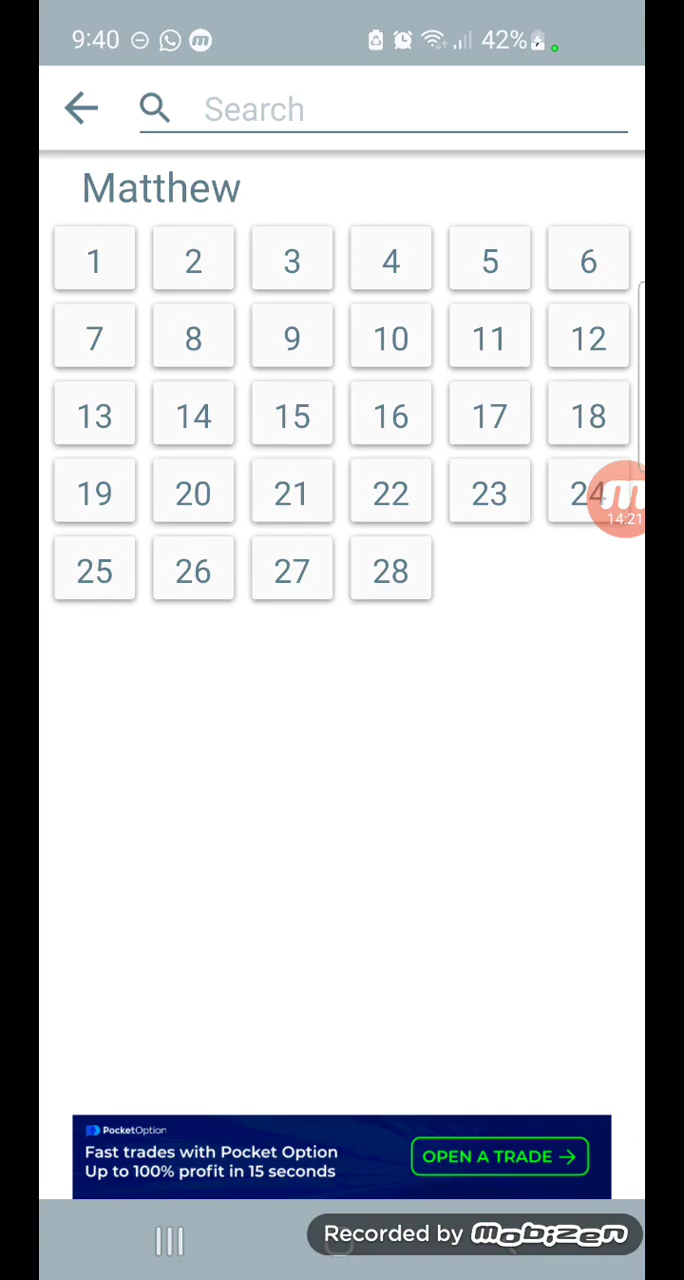 9:40 42%
Search
Matthew
1 2 3 4 5 6
7 8 9 10 11 12
13 14 15 16 17 18
19 20 21 22 23 24
14:21
25 26 27 28
PocketOption
Fast trades with Pocket Option
Up to 100% profit in 15 seconds
OPEN A TRADE →
Recorded by mobizen